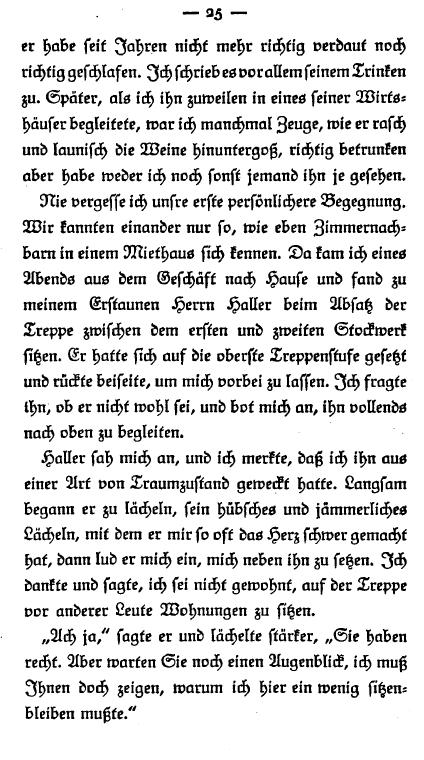 — 25 —
er habe seit Jahren nicht mehr richtig verdaut noch
richtig geschlafen. Ich schrieb es vor allem seinem Trinken
zu. Später, als ich ihn zuweilen in eines seiner Wirts-
häuser begleitete, war ich manchmal Zeuge, wie er rasch
und launisch die Weine hinuntergoß, richtig betrunken
aber habe weder ich noch sonst jemand ihn je gesehen.
Nie vergesse ich unsre erste persönlichere Begegnung.
Wir kannten einander nur so, wie eben Zimmernach-
barn in einem Miethaus sich kennen. Da kam ich eines
Abends aus dem Geschäft nach Hause und fand zu
meinem Erstaunen Herrn Haller beim Absatz der
Treppe zwischen dem ersten und zweiten Stockwerk
sitzen. Er hatte sich auf die oberste Treppenstufe gesetzt
und rückte beiseite, um mich vorbei zu lassen. Ich fragte
ihn, ob er nicht wohl sei, und bot mich an, ihn vollends
nach oben zu begleiten.
Haller sah mich an, und ich merkte, daß ich ihn aus
einer Art von Traumzustand geweckt hatte. Langsam
begann er zu lächeln, sein hübsches und jämmerliches
Lächeln, mit dem er mir so oft das Herz schwer gemacht
hat, dann lud er mich ein, mich neben ihn zu setzen. Ich
dankte und sagte, ich sei nicht gewohnt, auf der Treppe
vor anderer Leute Wohnungen zu sitzen.
„Ach ja,“ sagte er und lächelte stärker, „Sie haben
recht. Aber warten Sie noch einen Augenblick, ich muß
Ihnen doch zeigen, warum ich hier ein wenig sitzen-
bleiben mußte.“